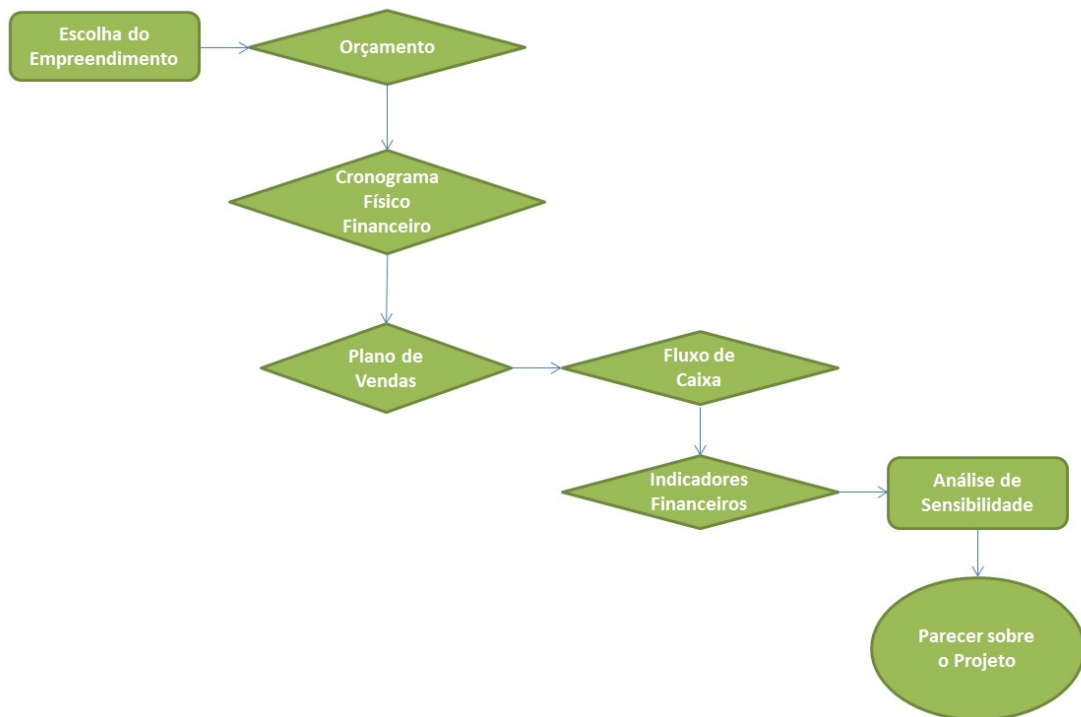 Escolha do
Empreendimento
Orçamento
Cronograma
Físico
Financeiro
Plano de
Vendas
Fluxo de
Caixa
Indicadores
Financeiros
Análise de
Sensibilidade
Parecer sobre
o Projeto